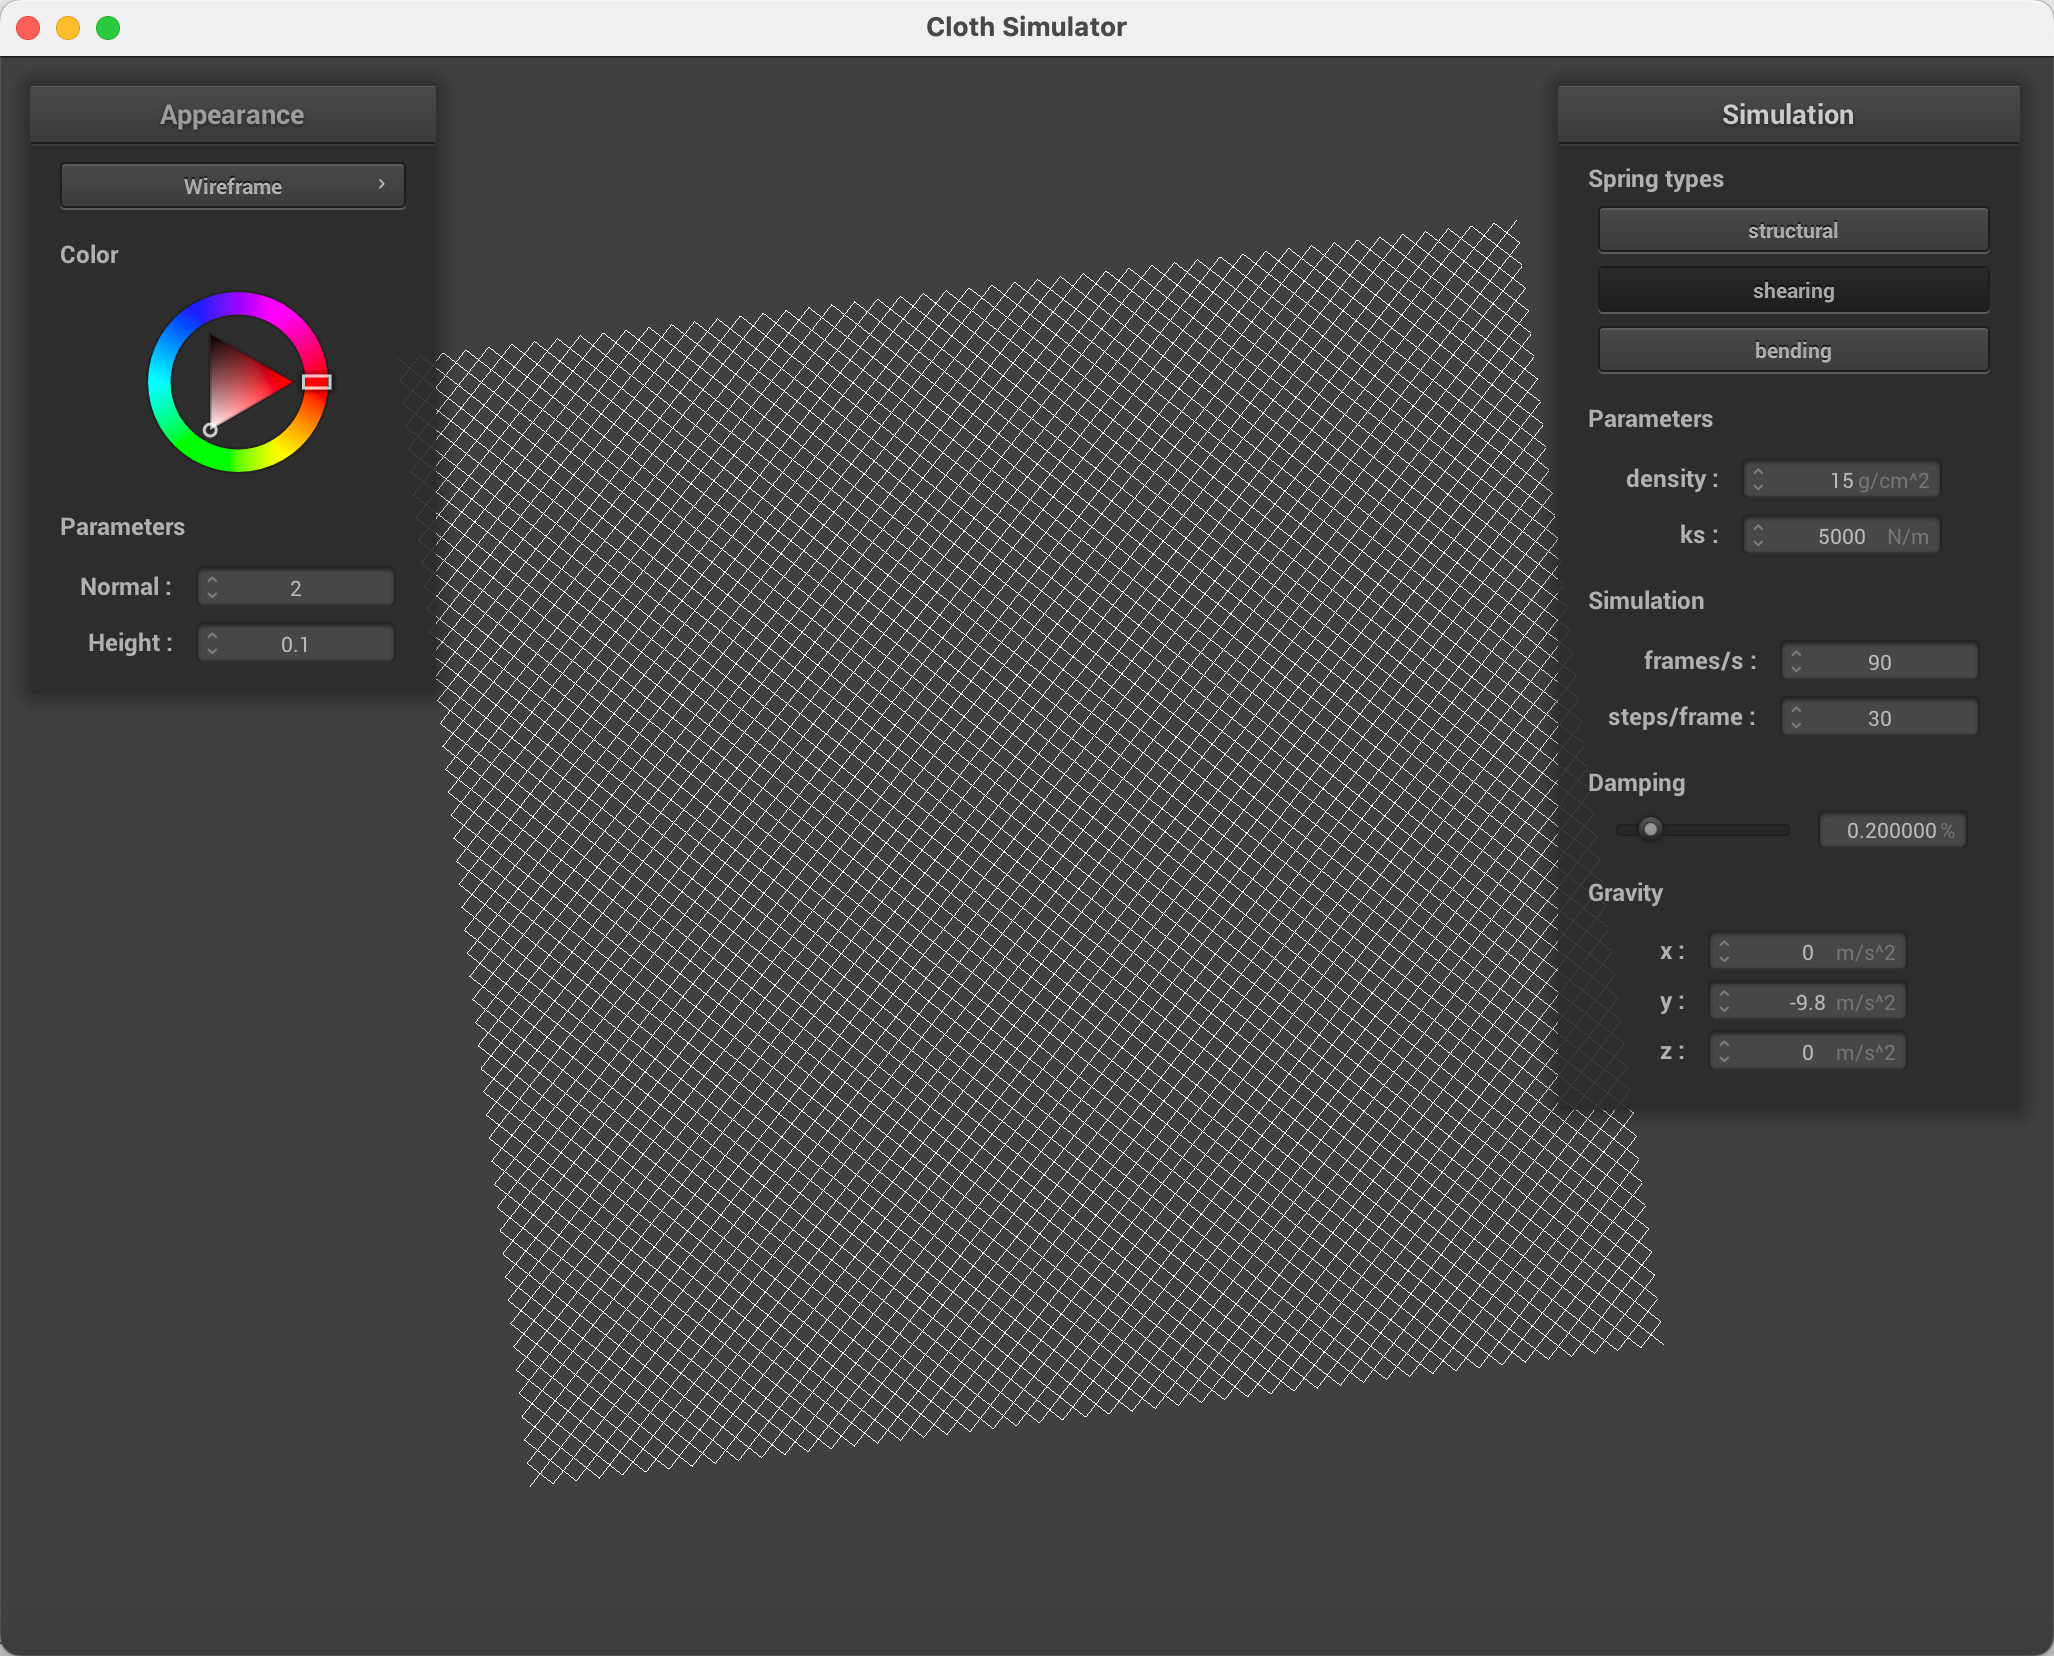 Cloth Simulator
Appearance
Wireframe
Color
Parameters
Normal : 2
Height : 0.1
Simulation
Spring types
structural
shearing
bending
Parameters
density : 15 g/cm^2
ks : 5000 N/m
Simulation
frames/s : 90
steps/frame : 30
Damping
0.200000 %
Gravity
x : 0 m/s^2
y : -9.8 m/s^2
z : 0 m/s^2